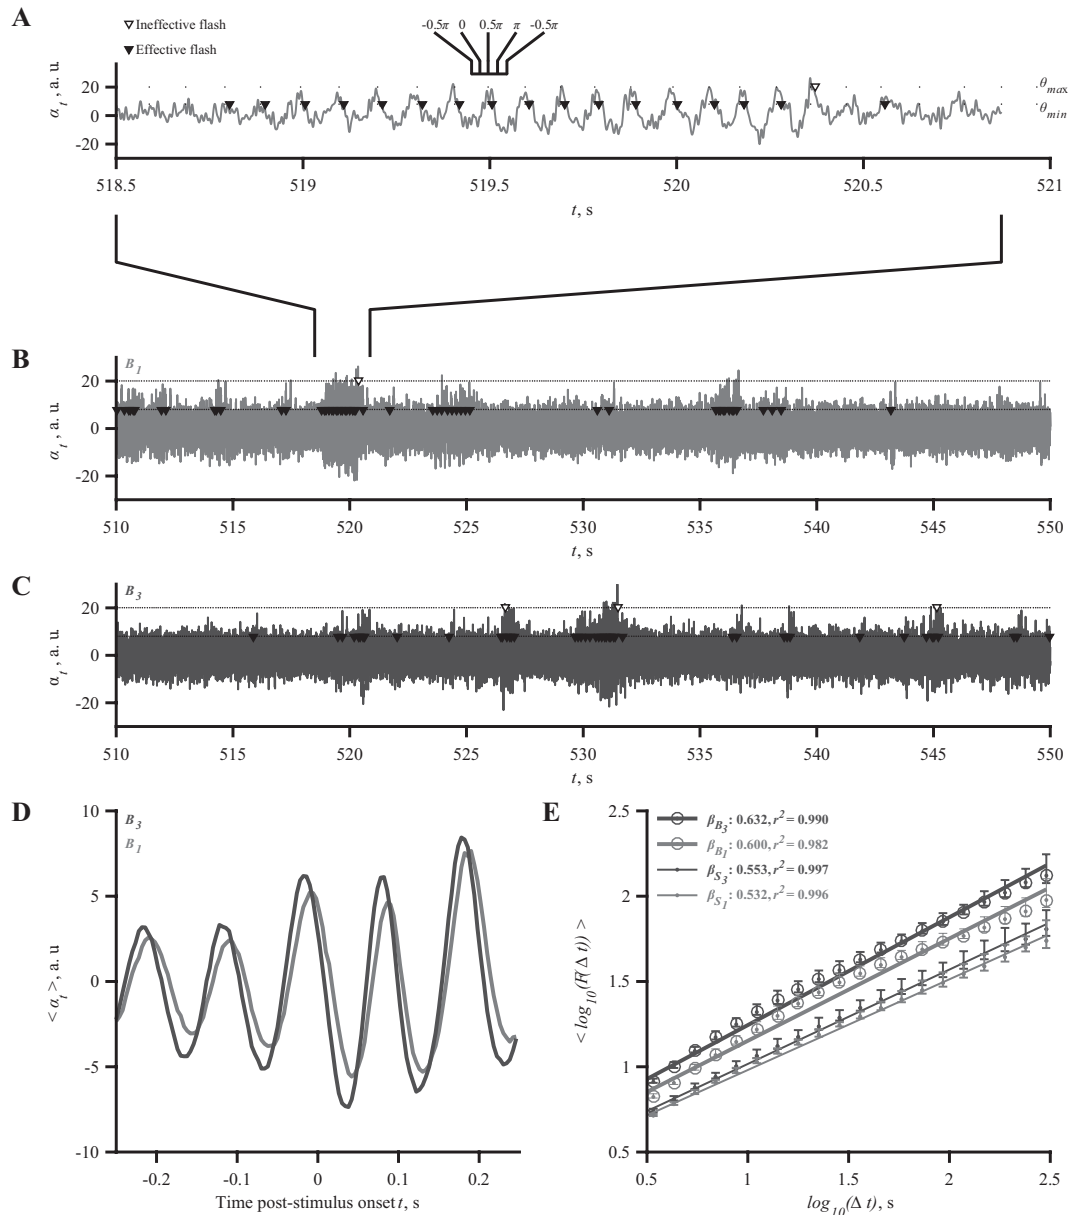 A
Ineffective flash
Effective flash
-0.5π 0 0.5π π -0.5π
α_t, a. u.
20
0
-20
θ_max
θ_min
518.5 519 519.5 520 520.5 521
t, s
B
B_1
α_t, a. u.
20
0
-20
510 515 520 525 530 535 540 545 550
t, s
C
B_3
α_t, a. u
20
0
-20
510 515 520 525 530 535 540 545 550
t, s
D
B_3
B_1
<α_t>, a. u
10
5
0
-5
-10
-0.2 -0.1 0 0.1 0.2
Time post-stimulus onset t, s
E
β_B_3: 0.632, r² = 0.990
β_B_1: 0.600, r² = 0.982
β_S_3: 0.553, r² = 0.997
β_S_1: 0.532, r² = 0.996
< log_10(F(Δ t)) >
2.5
2
1.5
1
0.5
0.5 1 1.5 2 2.5
log_10(Δ t), s